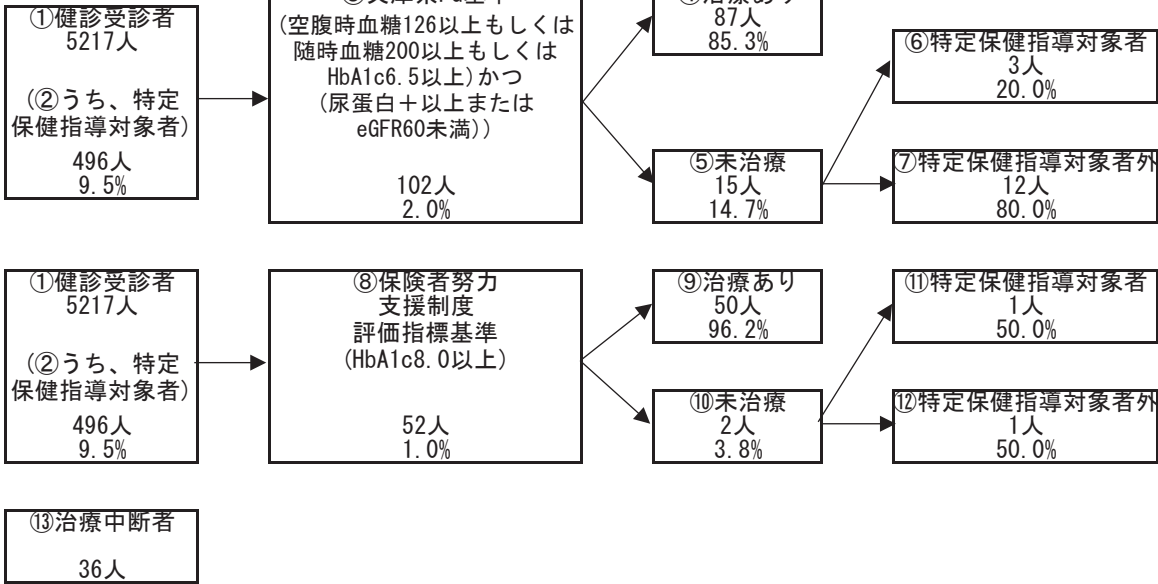 ①健診受診者
5217人
(②うち、特定
保健指導対象者)
496人
9.5%
(空腹時血糖126以上もしくは
随時血糖200以上もしくは
HbA1c6.5以上)かつ
(尿蛋白+以上または
eGFR60未満))
102人
2.0%
87人
85.3%
⑤未治療
15人
14.7%
⑥特定保健指導対象者
3人
20.0%
⑦特定保健指導対象者外
12人
80.0%
①健診受診者
5217人
(②うち、特定
保健指導対象者)
496人
9.5%
⑧保険者努力
支援制度
評価指標基準
(HbA1c8.0以上)
52人
1.0%
⑨治療あり
50人
96.2%
⑩未治療
2人
3.8%
⑪特定保健指導対象者
1人
50.0%
⑫特定保健指導対象者外
1人
50.0%
⑬治療中断者
36人